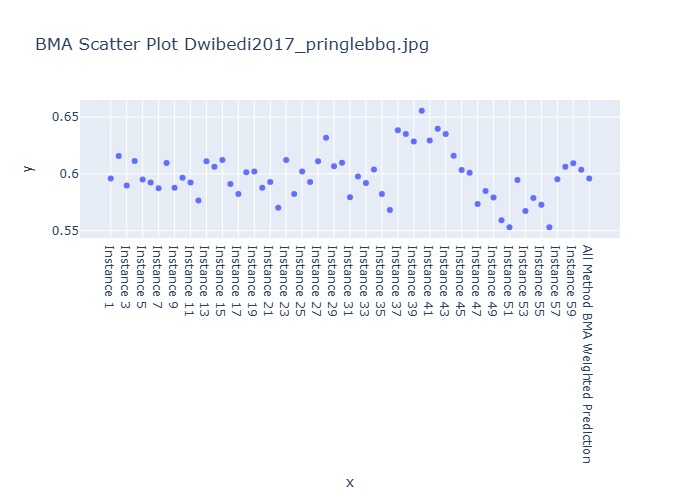 BMA Scatter Plot Dwibedi2017_pringlebbq.jpg
0.65
0.6
0.55
y
Instance 1
Instance 3
Instance 5
Instance 7
Instance 9
Instance 11
Instance 13
Instance 15
Instance 17
Instance 19
Instance 21
Instance 23
Instance 25
Instance 27
Instance 29
Instance 31
Instance 33
Instance 35
Instance 37
Instance 39
Instance 41
Instance 43
Instance 45
Instance 47
Instance 49
Instance 51
Instance 53
Instance 55
Instance 57
Instance 59
All Method BMA Weighted Prediction
x